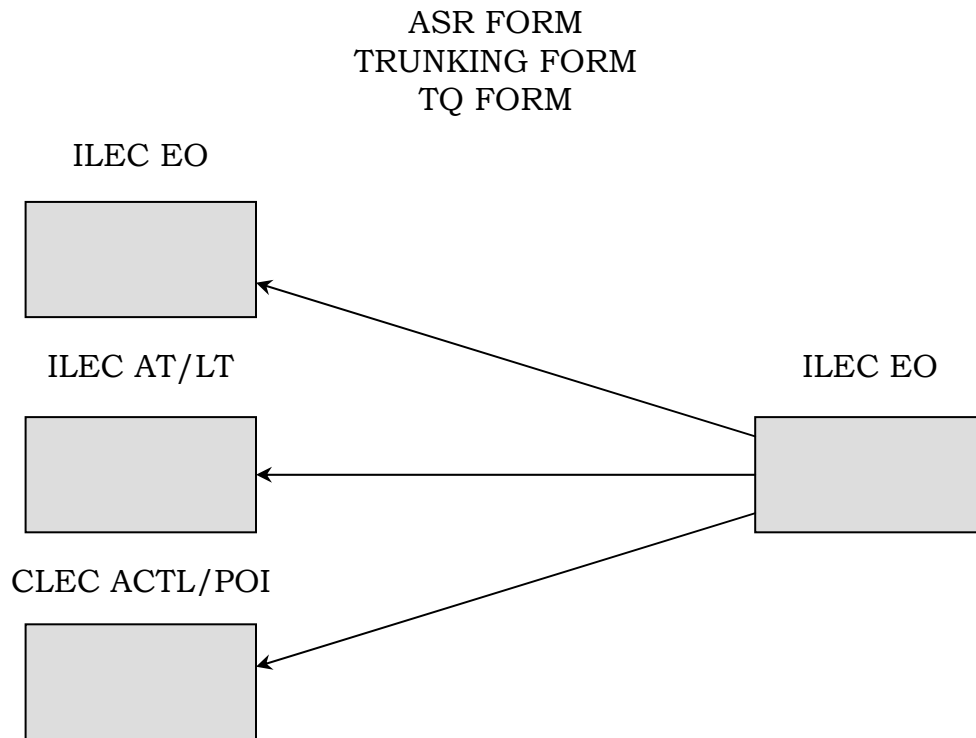 ASR FORM
TRUNKING FORM
TQ FORM
ILEC EO
ILEC AT/LT
ILEC EO
CLEC ACTL/POI